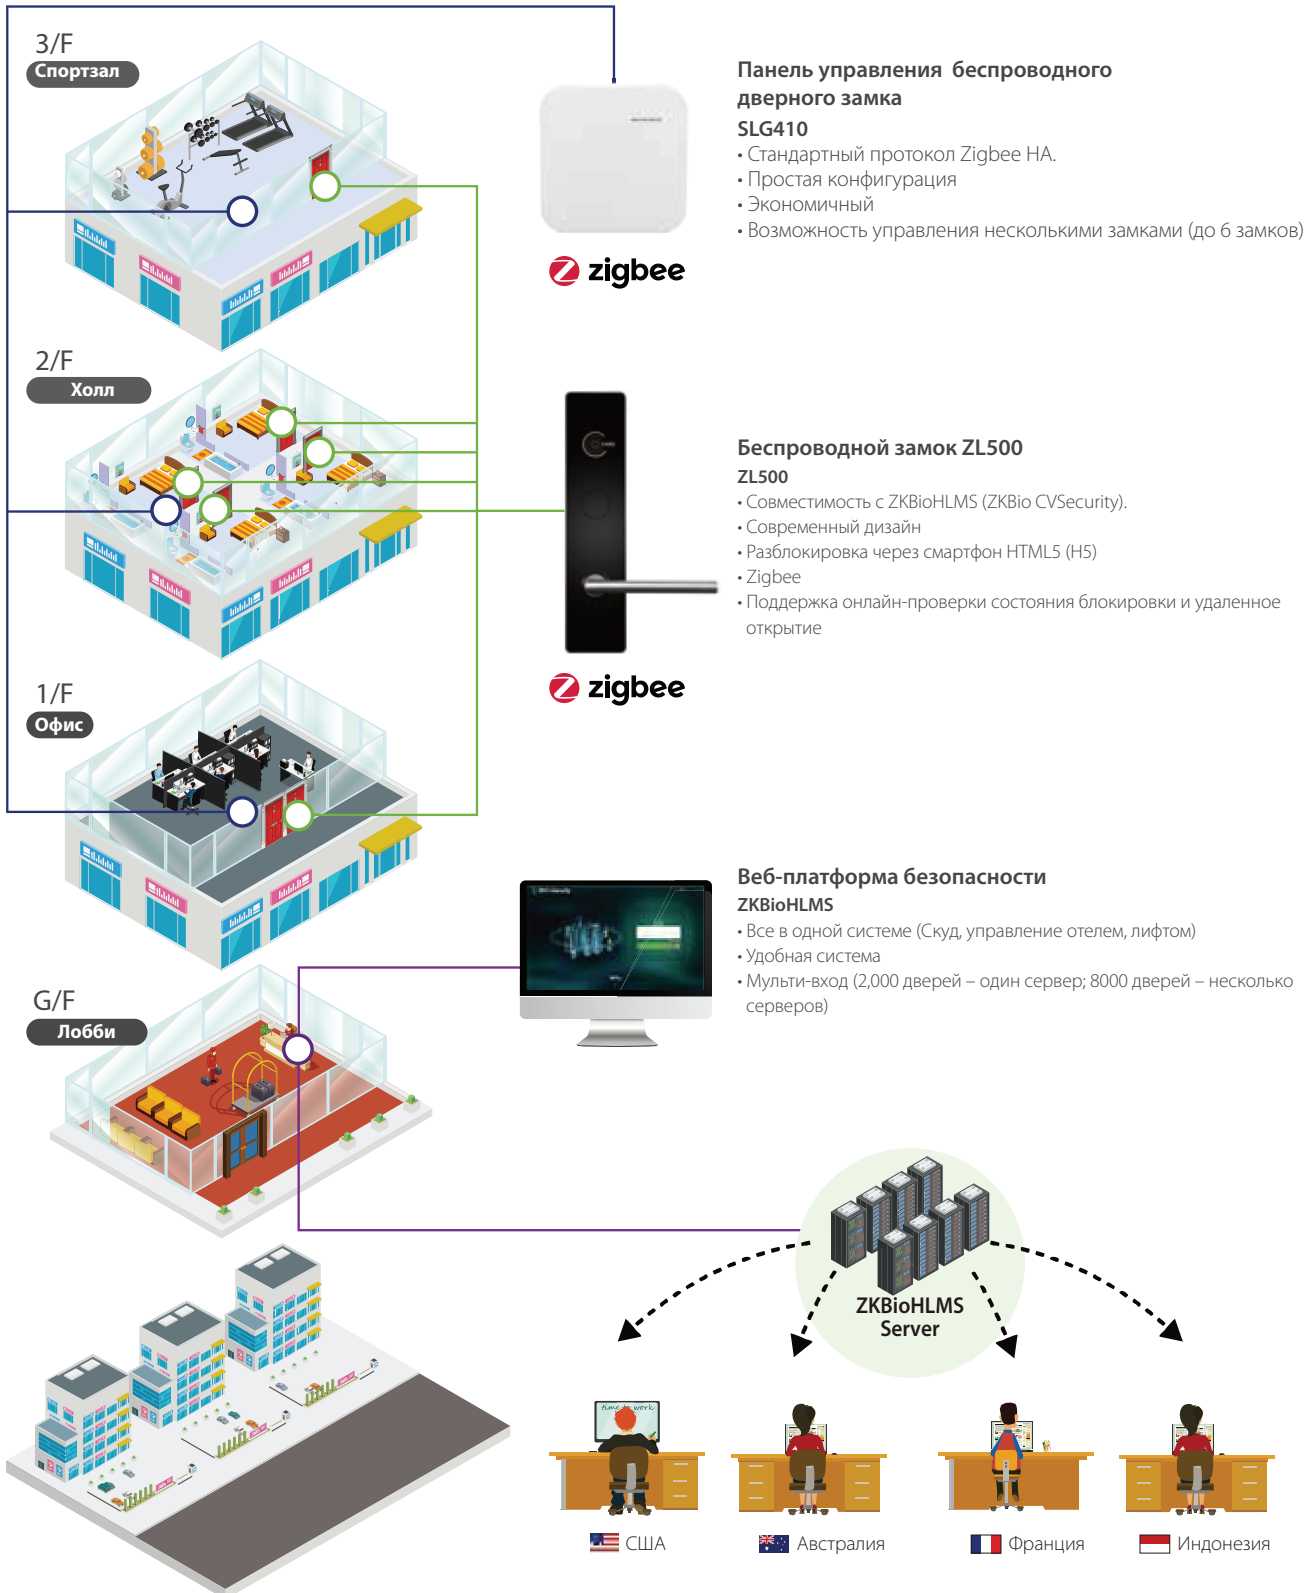 3/F
Спортзал
Панель управления беспроводного
дверного замка
SLG410
• Стандартный протокол Zigbee HA.
• Простая конфигурация
• Экономичный
• Возможность управления несколькими замками (до 6 замков)
zigbee
2/F
Холл
Беспроводной замок ZL500
ZL500
• Совместимость с ZKBioHLMS (ZKBio CVSecurity).
• Современный дизайн
• Разблокировка через смартфон HTML5 (H5)
• Zigbee
• Поддержка онлайн-проверки состояния блокировки и удаленное
открытие
zigbee
1/F
Офис
Веб-платформа безопасности
ZKBioHLMS
• Все в одной системе (Скуд, управление отелем, лифтом)
• Удобная система
• Мульти-вход (2,000 дверей – один сервер; 8000 дверей – несколько
серверов)
G/F
Лобби
ZKBioHLMS
Server
time to work
США
Австралия
Франция
Индонезия